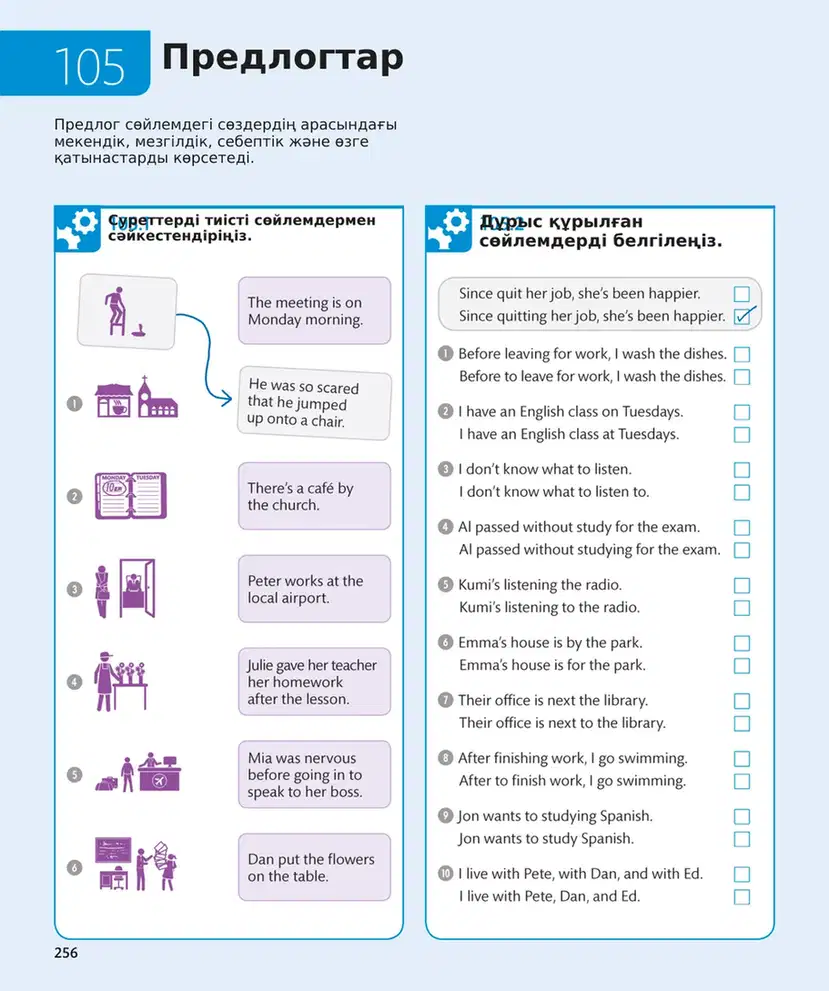 105
Предлогтар
Предлог сөйлемдегі сөздердің арасындағы
мекендік, мезгілдік, себептік және өзге
қатынастарды көрсетеді.
105.1
Суреттерді тиісті сөйлемдермен
сәйкестендіріңіз.
The meeting is on
Monday morning.
1
He was so scared
that he jumped
up onto a chair.
2
MONDAY
TUESDAY
10am
There's a café by
the church.
3
Peter works at the
local airport.
4
Julie gave her teacher
her homework
after the lesson.
5
Mia was nervous
before going in to
speak to her boss.
6
Dan put the flowers
on the table.
105.2
Дұрыс құрылған
сөйлемдерді белгілеңіз.
Since quit her job, she's been happier.
Since quitting her job, she's been happier.
1 Before leaving for work, I wash the dishes.
Before to leave for work, I wash the dishes.
2 I have an English class on Tuesdays.
I have an English class at Tuesdays.
3 I don't know what to listen.
I don't know what to listen to.
4 Al passed without study for the exam.
Al passed without studying for the exam.
5 Kumi's listening the radio.
Kumi's listening to the radio.
6 Emma's house is by the park.
Emma's house is for the park.
7 Their office is next the library.
Their office is next to the library.
8 After finishing work, I go swimming.
After to finish work, I go swimming.
9 Jon wants to studying Spanish.
Jon wants to study Spanish.
10 I live with Pete, with Dan, and with Ed.
I live with Pete, Dan, and Ed.
256